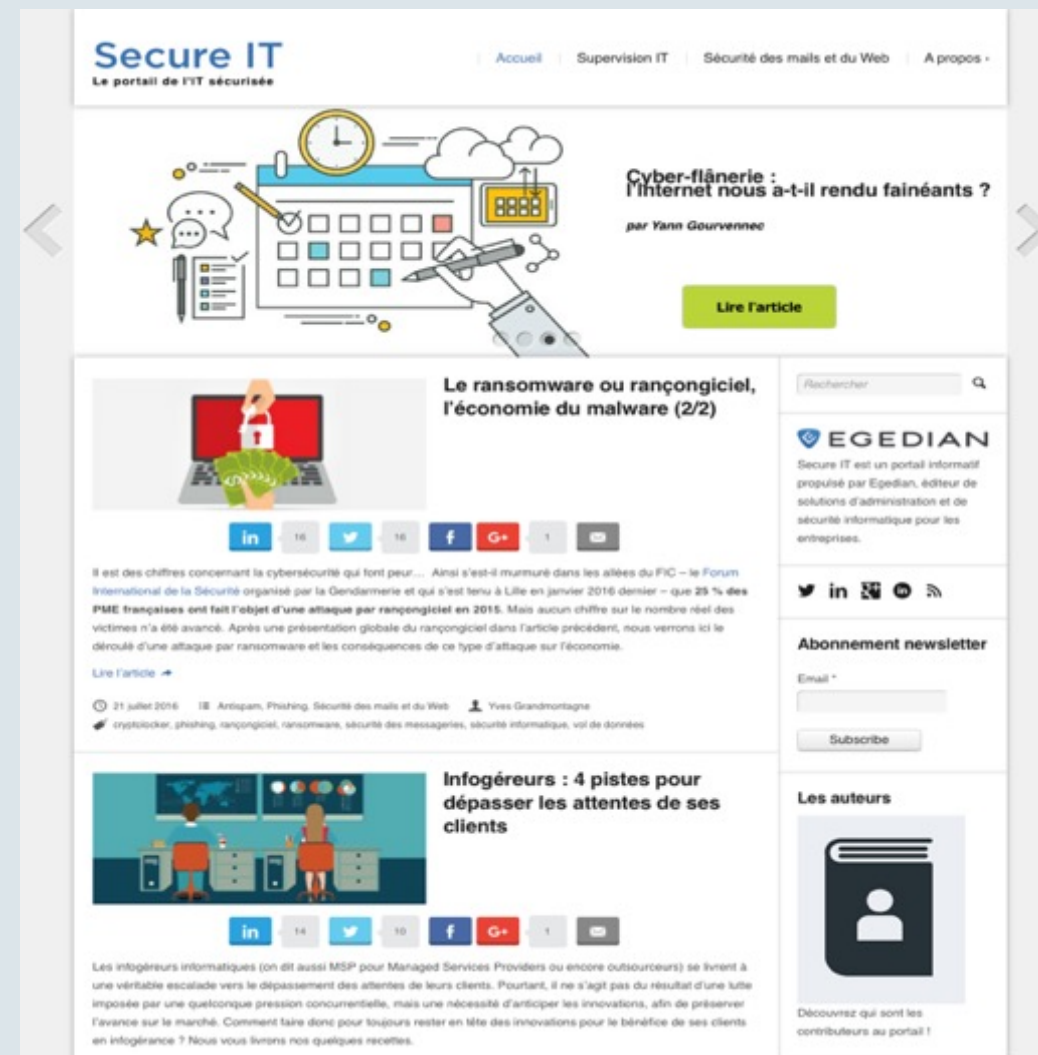 Secure IT
Le portail de l'IT sécurisée
Accueil
Supervision IT
Sécurité des mails et du Web
A propos
Cyber-flânerie :
l'Internet nous a-t-il rendu fainéants ?
par Yann Gourvennec
Lire l'article
Le ransomware ou rançongiciel,
l'économie du malware (2/2)
in 16 16 f G+ 1
Il est des chiffres concernant la cybersécurité qui font peur… Ainsi s'est-il murmuré dans les allées du FIC – le Forum
International de la Sécurité organisé par la Gendarmerie et qui s'est tenu à Lille en janvier 2016 dernier – que 25 % des
PME françaises ont fait l'objet d'une attaque par rançongiciel en 2015. Mais aucun chiffre sur le nombre réel des
victimes n'a été avancé. Après une présentation globale du rançongiciel dans l'article précédent, nous verrons ici le
déroulé d'une attaque par ransomware et les conséquences de ce type d'attaque sur l'économie.
Lire l'article
21 juillet 2016 Antispam, Phishing, Sécurité des mails et du Web Yves Grandmontagne
cryptolocker, phishing, rançongiciel, ransomware, sécurité des messageries, sécurité informatique, vol de données
Infogéreurs : 4 pistes pour
dépasser les attentes de ses
clients
in 14 10 f G+ 1
Les infogéreurs informatiques (on dit aussi MSP pour Managed Services Providers ou encore outsourceurs) se livrent à
une véritable escalade vers le dépassement des attentes de leurs clients. Pourtant, il ne s'agit pas du résultat d'une lutte
imposée par une quelconque pression concurrentielle, mais une nécessité d'anticiper les innovations, afin de préserver
l'avance sur le marché. Comment faire donc pour toujours rester en tête des innovations pour le bénéfice de ses clients
en infogérance ? Nous vous livrons nos quelques recettes.
Rechercher
EGEDIAN
Secure IT est un portail informatif
propulsé par Egedian, éditeur de
solutions d'administration et de
sécurité informatique pour les
entreprises.
Abonnement newsletter
Email *
Subscribe
Les auteurs
Découvrez qui sont les
contributeurs au portail !